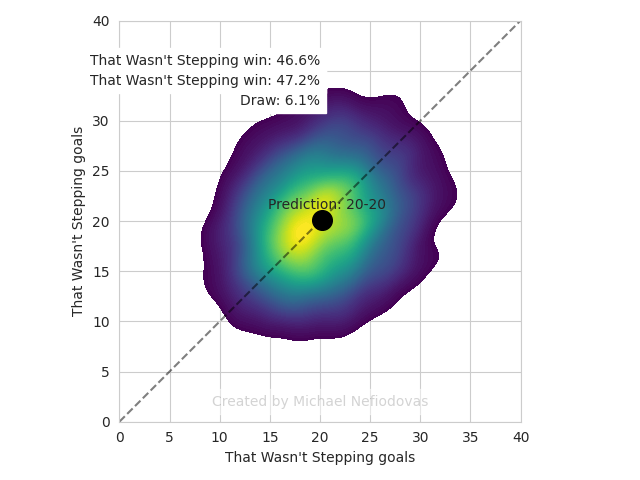 That Wasn't Stepping win: 46.6%
That Wasn't Stepping win: 47.2%
Draw: 6.1%
Prediction: 20-20
Created by Michael Nefiodovas
That Wasn't Stepping goals
40
30
25
20
15
10
5
0
0 5 10 15 20 25 30 35 40
That Wasn't Stepping goals